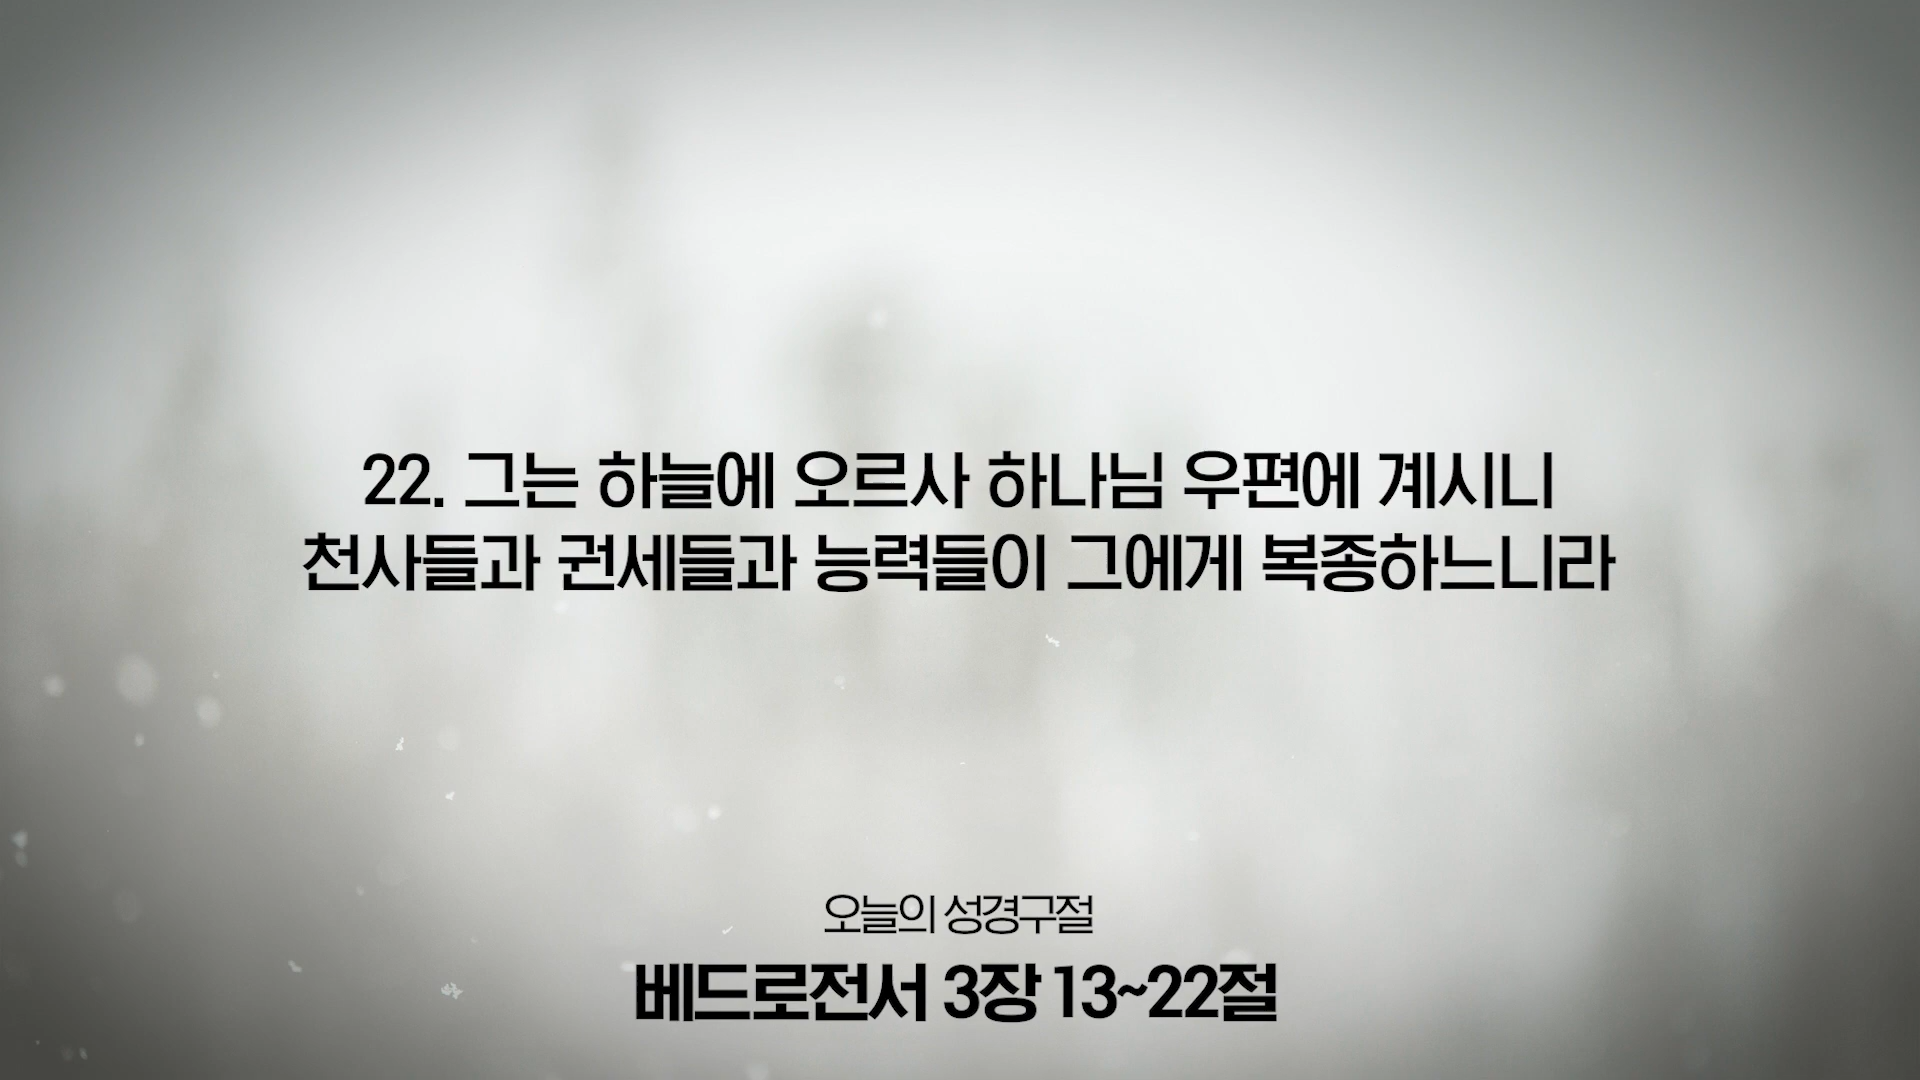 22. 그는 하늘에 오르사 하나님 우편에 계시니
천사들과 권세들과 능력들이 그에게 복종하느니라
오늘의 성경구절
베드로전서 3장 13~22절